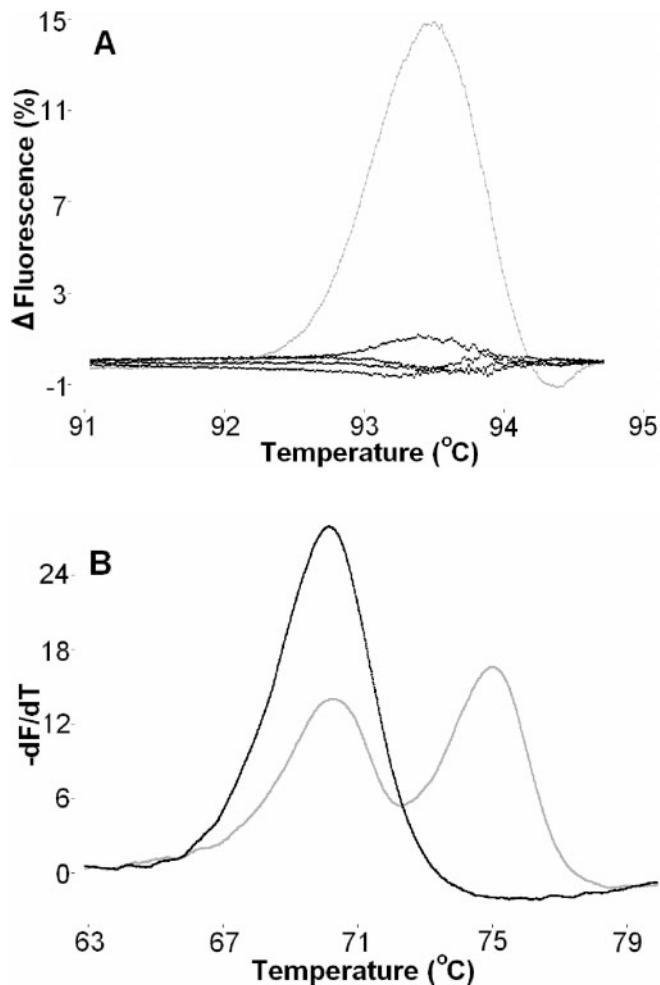 A
Δ Fluorescence (%)
15
11
7
3
-1
91 92 93 94 95
Temperature (°C)
B
-dF/dT
24
18
12
6
0
63 67 71 75 79
Temperature (°C)